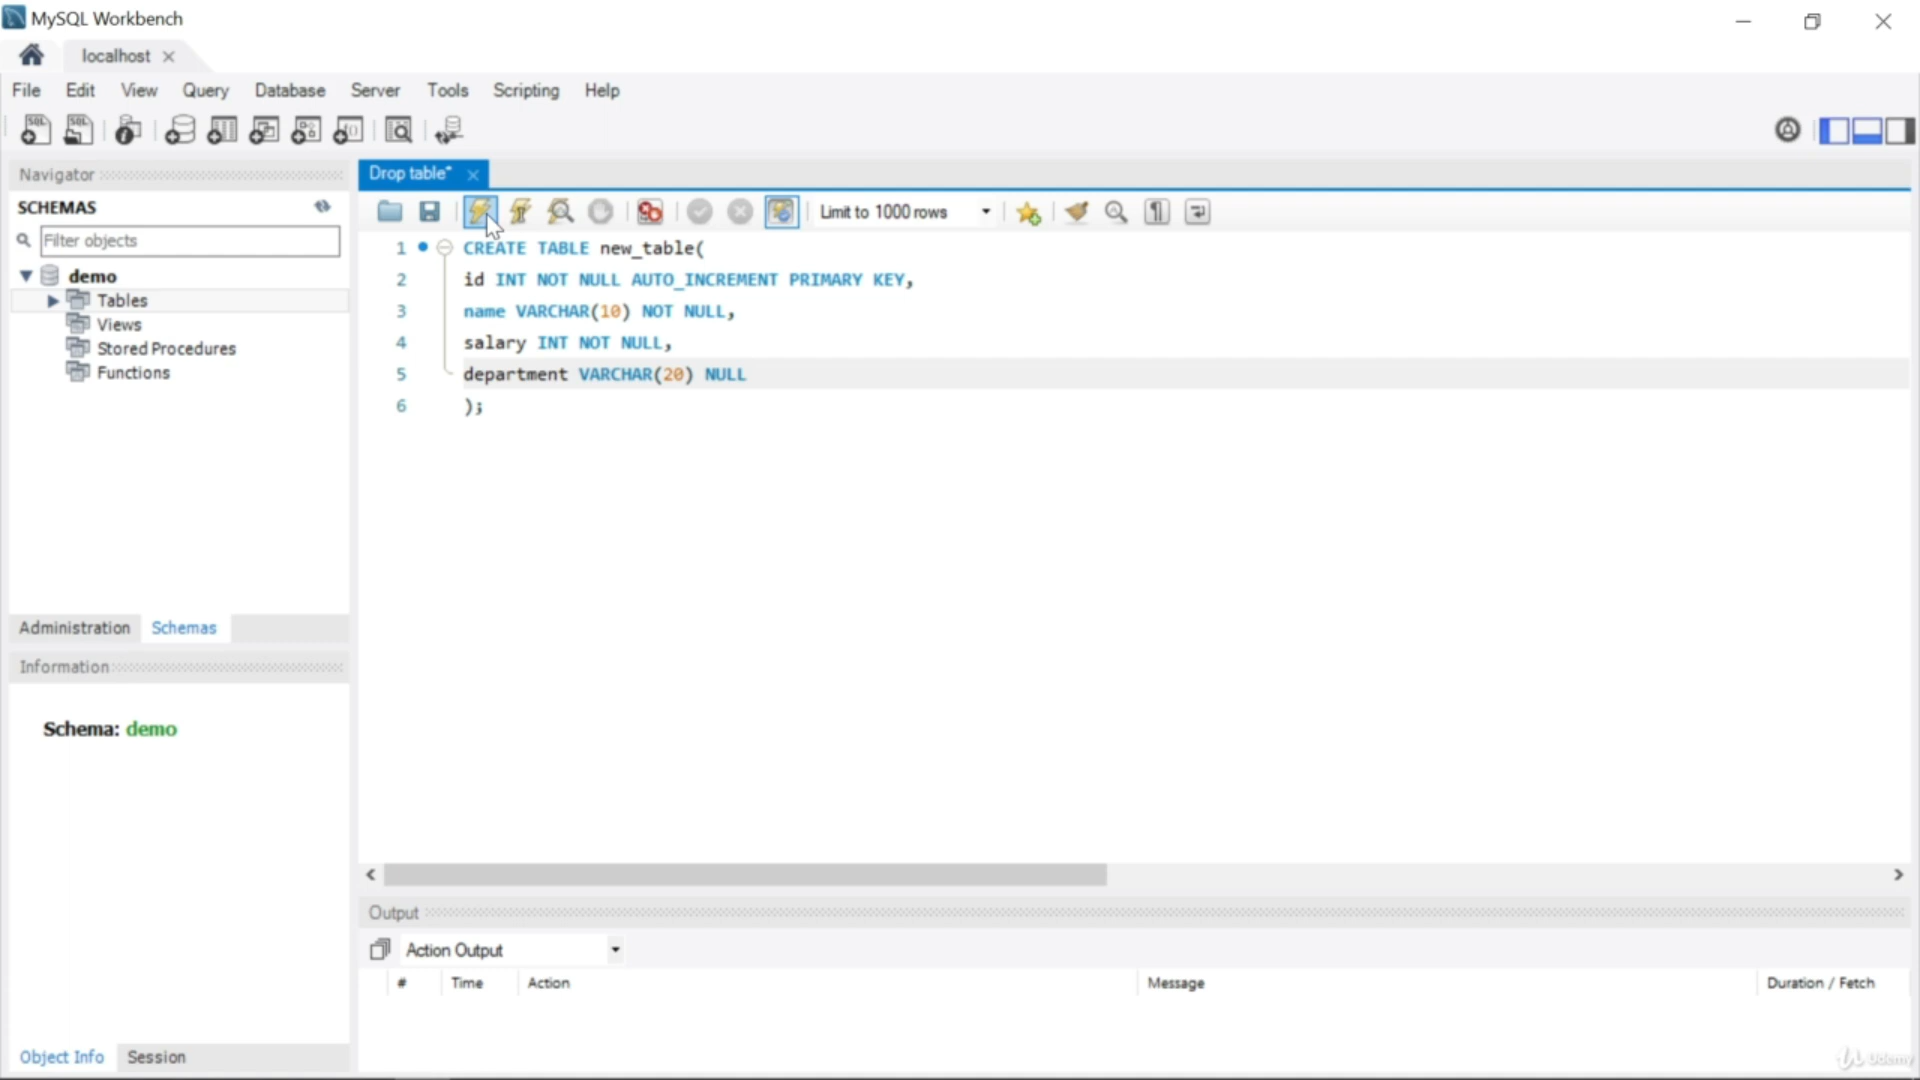 MySQL Workbench
localhost
File Edit View Query Database Server Tools Scripting Help
Navigator
SCHEMAS
Filter objects
demo
Tables
Views
Stored Procedures
Functions
Administration Schemas
Information
Schema: demo
Object Info Session
Drop table*
Limit to 1000 rows
1 CREATE TABLE new_table(
2 id INT NOT NULL AUTO_INCREMENT PRIMARY KEY,
3 name VARCHAR(10) NOT NULL,
4 salary INT NOT NULL,
5 department VARCHAR(20) NULL
6 );
Output
Action Output
# Time Action Message Duration / Fetch
Udemy